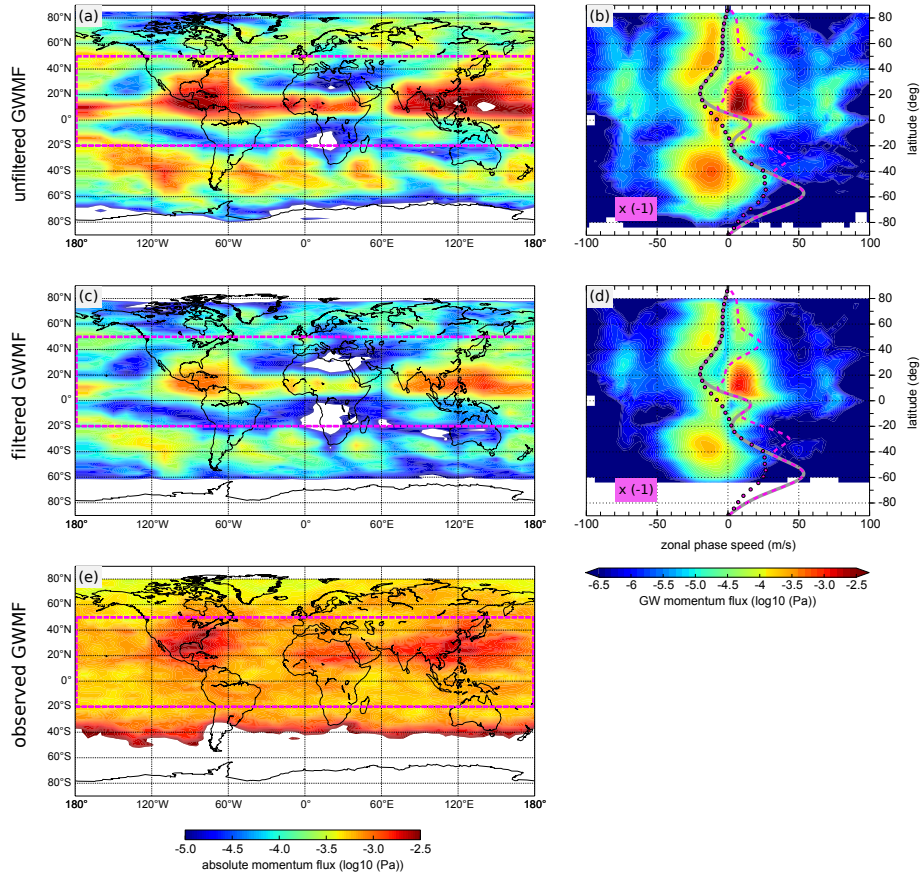 (a)
unfiltered GWMF
80°N
60°N
40°N
20°N
0°
20°S
40°S
60°S
80°S
180° 120°W 60°W 0° 60°E 120°E 180°
(b)
x (-1)
80
60
40
20
0
-20
-40
-60
-80
latitude (deg)
-100 -50 0 50 100
(c)
filtered GWMF
80°N
60°N
40°N
20°N
0°
20°S
40°S
60°S
80°S
180° 120°W 60°W 0° 60°E 120°E 180°
(d)
x (-1)
80
60
40
20
0
-20
-40
-60
-80
latitude (deg)
-100 -50 0 50 100
zonal phase speed (m/s)
-6.5 -6 -5.5 -5 -4.5 -4 -3.5 -3.0 -2.5
GW momentum flux (log10 (Pa))
(e)
observed GWMF
80°N
60°N
40°N
20°N
0°
20°S
40°S
60°S
80°S
180° 120°W 60°W 0° 60°E 120°E 180°
-5.0 -4.5 -4.0 -3.5 -3.0 -2.5
absolute momentum flux (log10 (Pa))